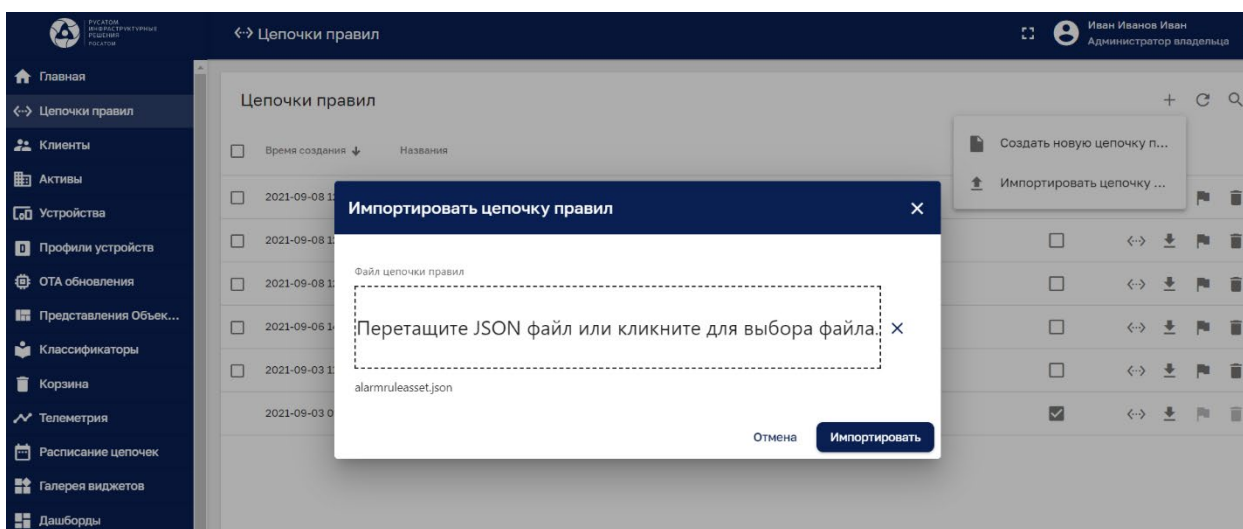 РУСАТОМ
ИНФРАСТРУКТУРНЫЕ
РЕШЕНИЯ
РОСАТОМ
Цепочки правил
Иван Иванов Иван
Администратор владельца
Главная
Цепочки правил
Клиенты
Активы
Устройства
Профили устройств
ОТА обновления
Представления Объек...
Классификаторы
Корзина
Телеметрия
Расписание цепочек
Галерея виджетов
Дашборды
Цепочки правил
Создать новую цепочку п...
Импортировать цепочку ...
Время создания Названия
2021-09-08 1
2021-09-08 1
2021-09-08 1
2021-09-06 1
2021-09-03 1
2021-09-03 0
Импортировать цепочку правил
Файл цепочки правил
Перетащите JSON файл или кликните для выбора файла.
alarmruleasset.json
Отмена Импортировать